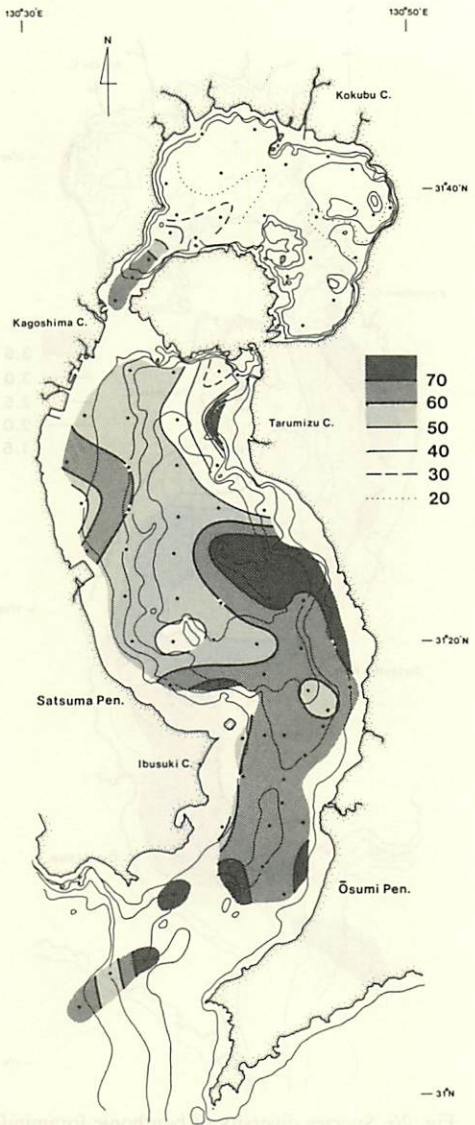 130°30'E
130°50'E
N
Kokubu C.
31°40'N
Kagoshima C.
Tarumizu C.
70
60
50
40
30
20
31°20'N
Satsuma Pen.
Ibusuki C.
Ōsumi Pen.
31°N